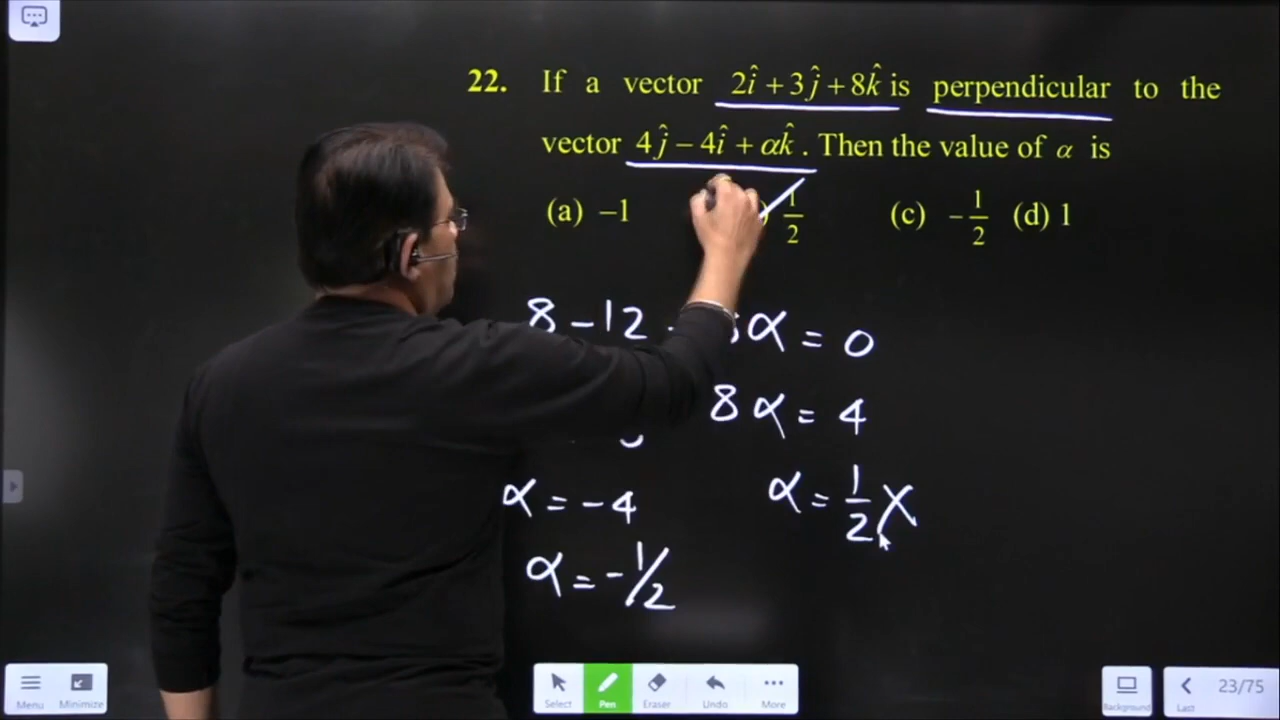 22. If a vector 2î + 3ĵ + 8k̂ is perpendicular to the
vector 4ĵ − 4î + αk̂ . Then the value of α is
(a) −1 ) 1/2 (c) −1/2 (d) 1
8 − 12 α = 0
8α = 4
α = −4 α = 1/2 X
α = −1/2
Menu Minimize Select Pen Eraser Undo More Background Last 23/75